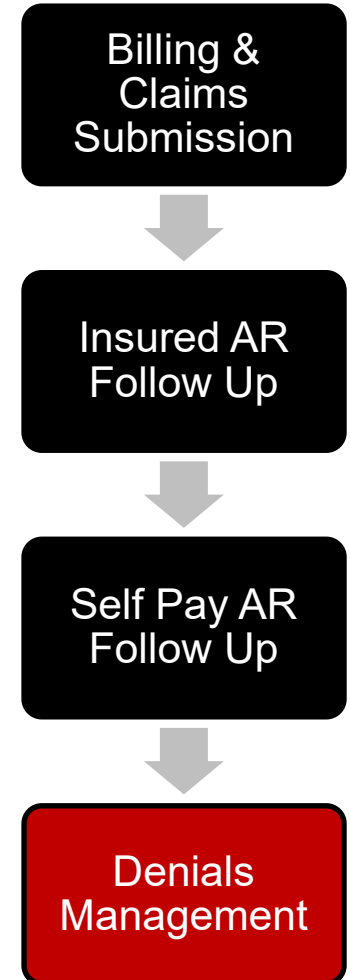 Billing &
Claims
Submission
Insured AR
Follow Up
Self Pay AR
Follow Up
Denials
Management